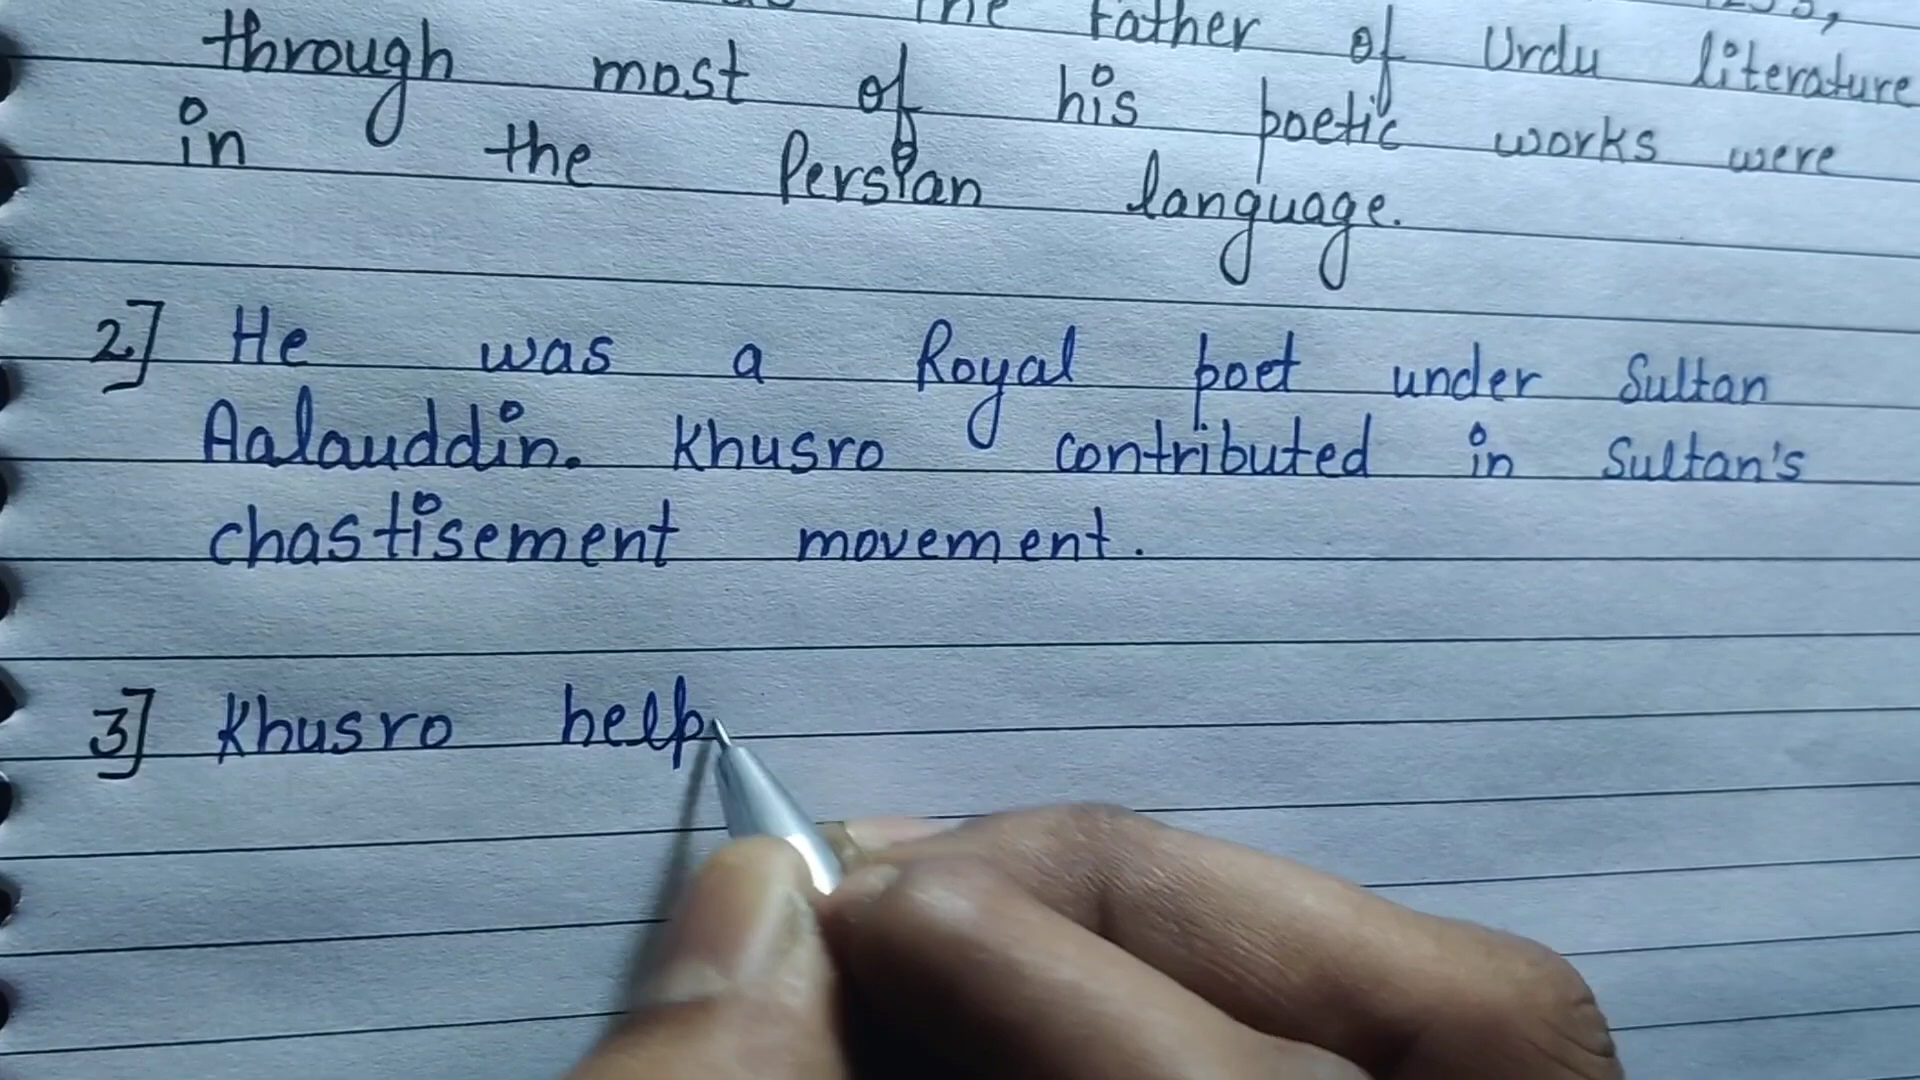 The Father of Urdu literature
through most of his poetic works were
in the Persian language.
2] He was a Royal poet under Sultan
Aalauddin. Khusro contributed in Sultan's
chastisement movement.
3] Khusro help